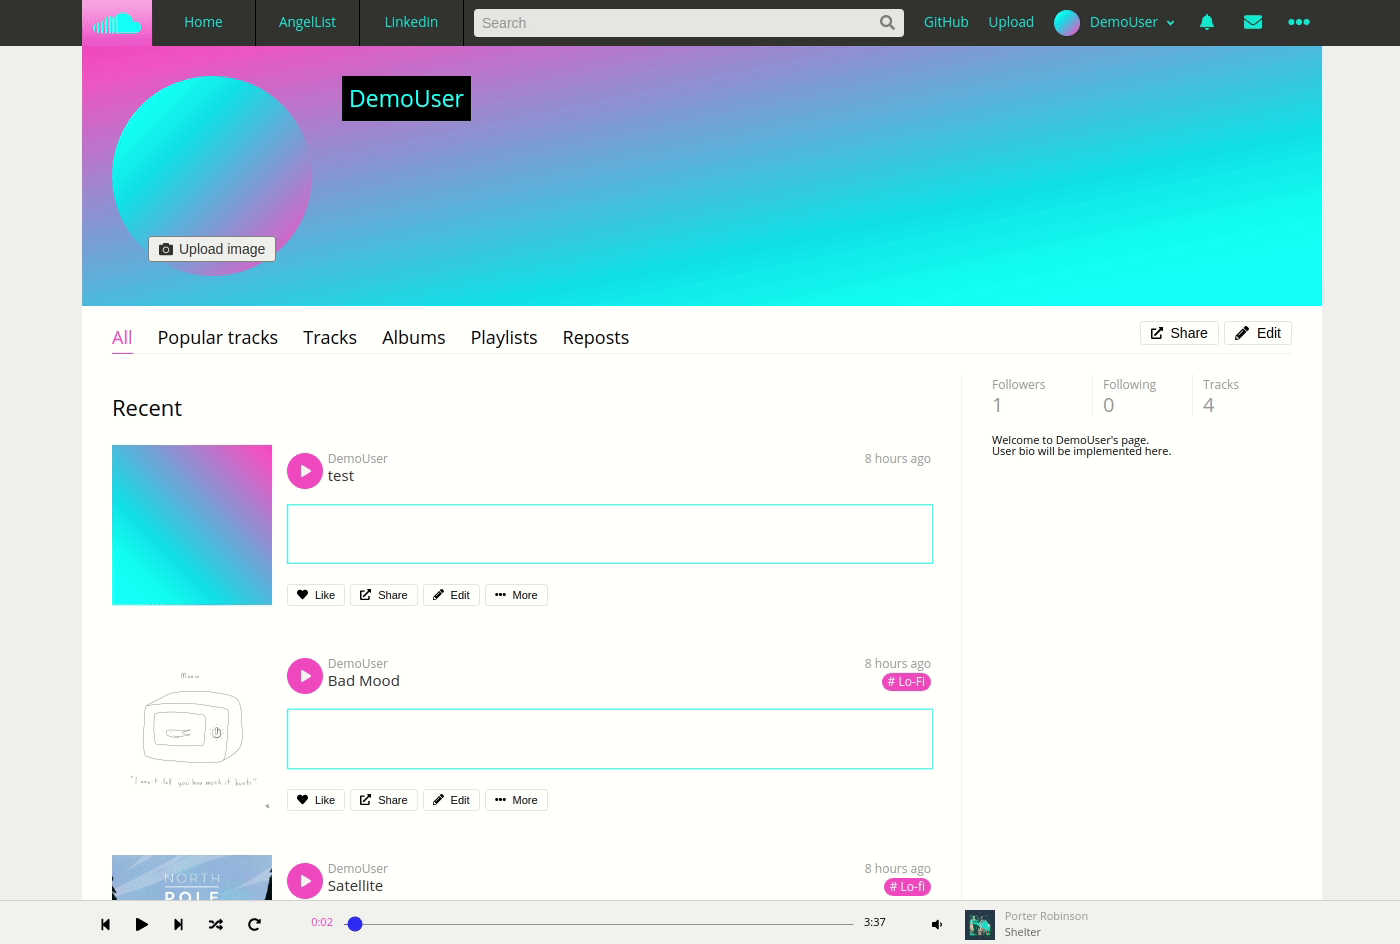 Home
AngelList
Linkedin
Search
GitHub
Upload
DemoUser
DemoUser
Upload image
All
Popular tracks
Tracks
Albums
Playlists
Reposts
Share
Edit
Followers
Following
Tracks
1
0
4
Welcome to DemoUser's page.
User bio will be implemented here.
Recent
DemoUser
8 hours ago
test
Like
Share
Edit
More
DemoUser
8 hours ago
Bad Mood
# Lo-Fi
Meow
tell you how much it hurts"
Like
Share
Edit
More
NORTH
POLE
DemoUser
8 hours ago
Satellite
# Lo-fi
0:02
3:37
Porter Robinson
Shelter